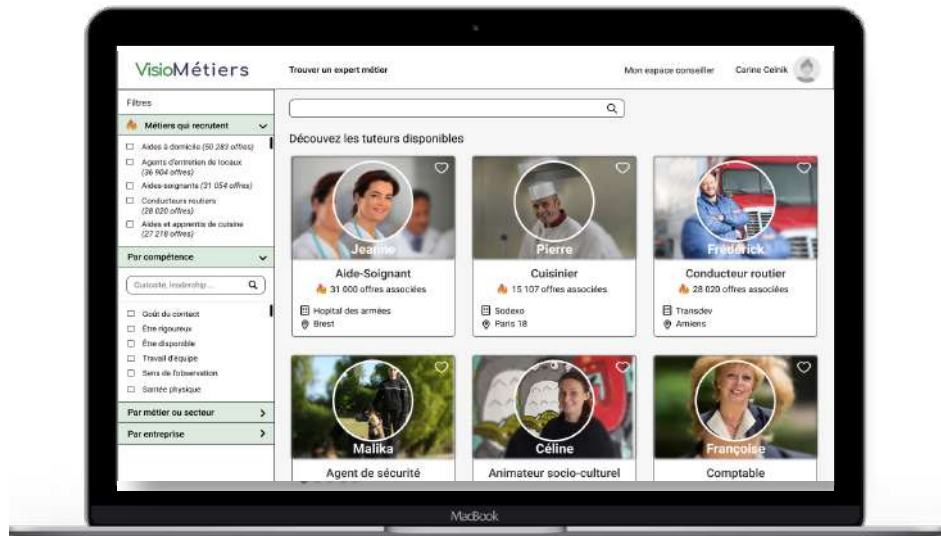 VisioMétiers
Trouver un expert métier
Mon espace conseiller
Carine Celnik
Filtres
Métiers qui recrutent
Aides à domicile (50 283 offres)
Agents d'entretien de locaux
(36 904 offres)
Aides-soignants (31 054 offres)
Conducteurs routiers
(28 020 offres)
Aides et apprentis de cuisine
(27 218 offres)
Par compétence
Curiosité, leadership...
Goût du contact
Être rigoureux
Être disponible
Travail d'équipe
Sens de l'observation
Santée physique
Par métier ou secteur
Par entreprise
Découvez les tuteurs disponibles
Jeanne
Aide-Soignant
31 000 offres associées
Hopital des armées
Brest
Pierre
Cuisinier
15 107 offres associées
Sodexo
Paris 18
Frédérick
Conducteur routier
28 020 offres associées
Transdev
Amiens
Malika
Agent de sécurité
Céline
Animateur socio-culturel
Françoise
Comptable
MacBook